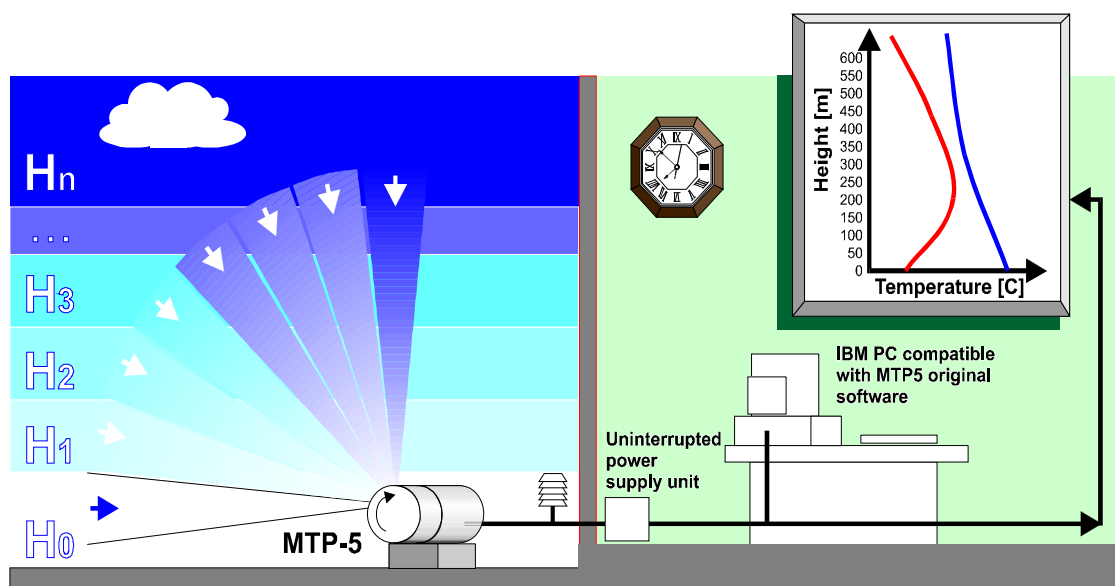 Hn
...
H3
H2
H1
H0
MTP-5
Uninterrupted
power
supply unit
IBM PC compatible
with MTP5 original
software
Height [m]
600
550
500
450
400
350
300
250
200
150
100
50
0
Temperature [C]